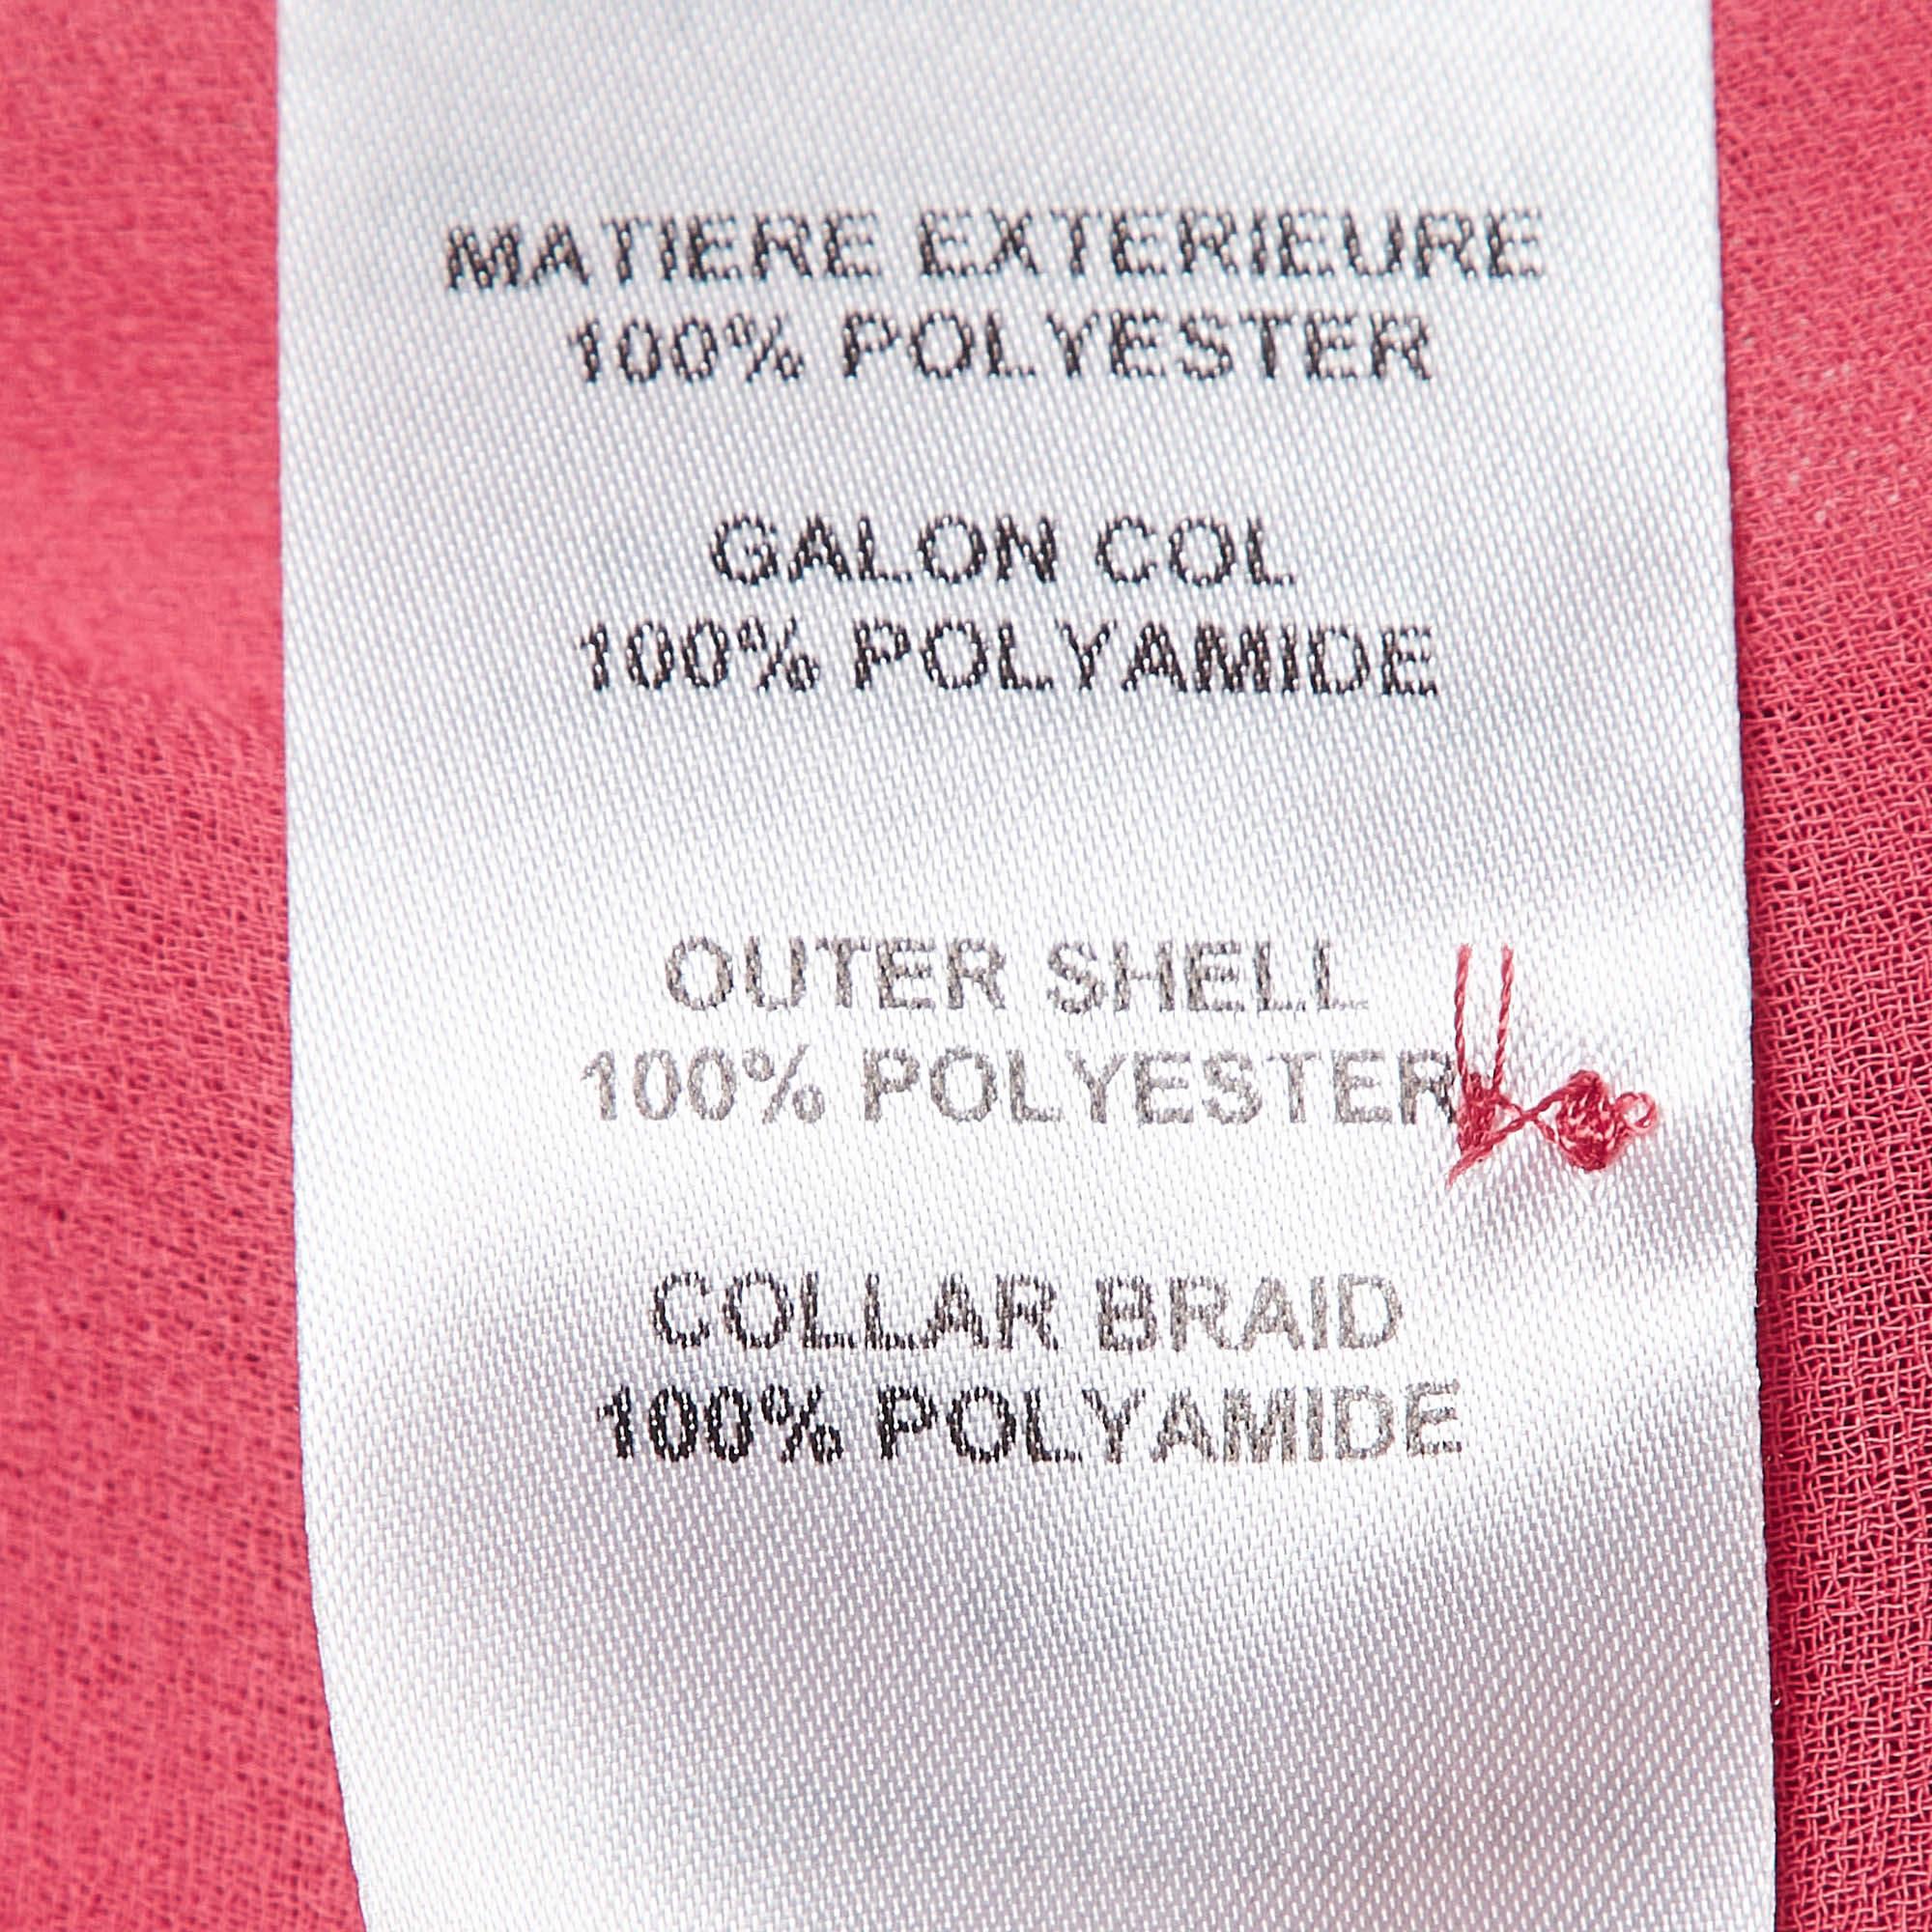 MATIERE EXTERIEURE
100% POLYESTER
GALON COL
100% POLYAMIDE
OUTER SHELL
100% POLYESTER
COLLAR BRAID
100% POLYAMIDE